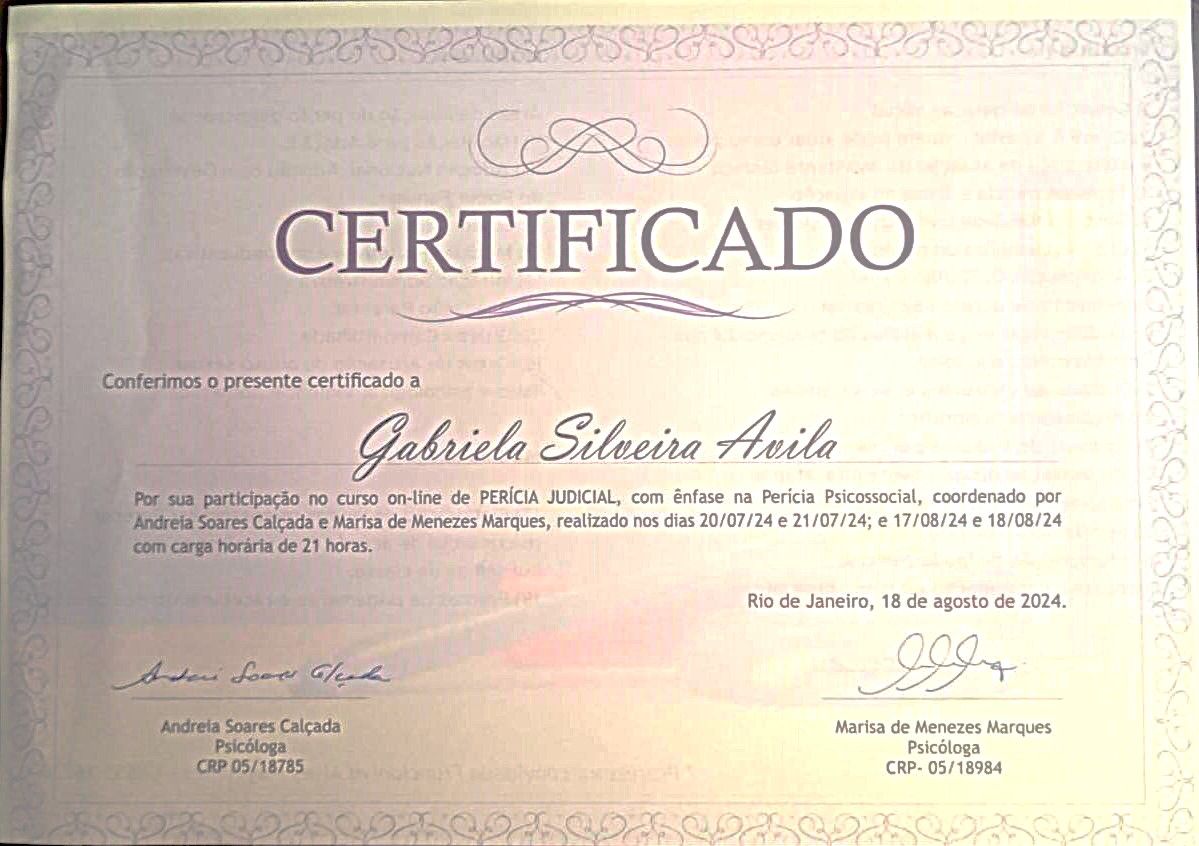 CERTIFICADO
Conferimos o presente certificado a
Gabriela Silveira Avila
Por sua participação no curso on-line de PERÍCIA JUDICIAL, com ênfase na Perícia Psicossocial, coordenado por
Andreia Soares Calçada e Marisa de Menezes Marques, realizado nos dias 20/07/24 e 21/07/24; e 17/08/24 e 18/08/24
com carga horária de 21 horas.
Rio de Janeiro, 18 de agosto de 2024.
Andreia Soares Calçada
Andreia Soares Calçada
Psicóloga
CRP 05/18785
Marisa de Menezes Marques
Psicóloga
CRP- 05/18984